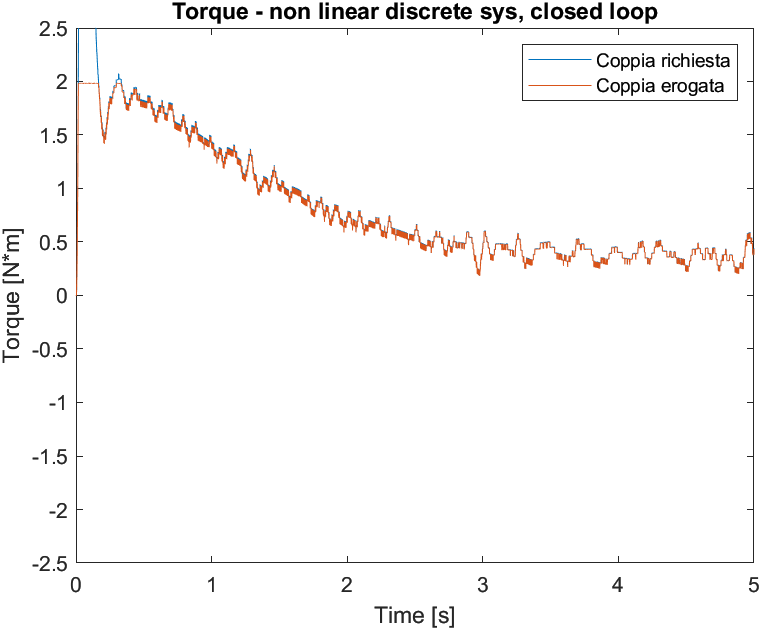 Torque - non linear discrete sys, closed loop
Coppia richiesta
Coppia erogata
Torque [N*m]
2.5
2
1.5
1
0.5
0
-0.5
-1
-1.5
-2
-2.5
0 1 2 3 4 5
Time [s]